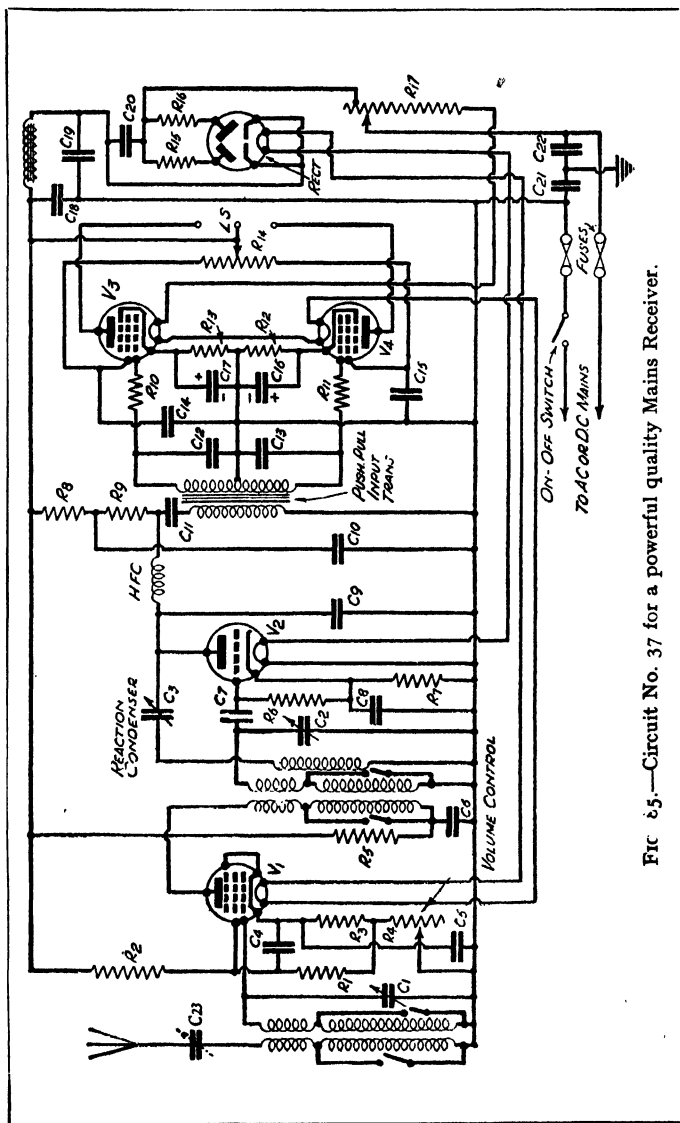 C23
R2
C1
R1
C4
V1
R3
R4
C5
VOLUME CONTROL
R5
C6
REACTION
CONDENSER
C3
C7
R6
C2
C8
R7
V2
C9
HFC
R8
R9
C11
C10
PUSH. PULL
INPUT
TRANS
C12
C13
C14
R10
R11
C17
+
-
C16
-
+
R13
R12
V3
V4
C15
LS
R14
C18
C19
C20
R15
R16
RECT
R17
C21
C22
FUSES
ON-OFF SWITCH
TO A C OR D.C MAINS
FIG 85.—Circuit No. 37 for a powerful quality Mains Receiver.